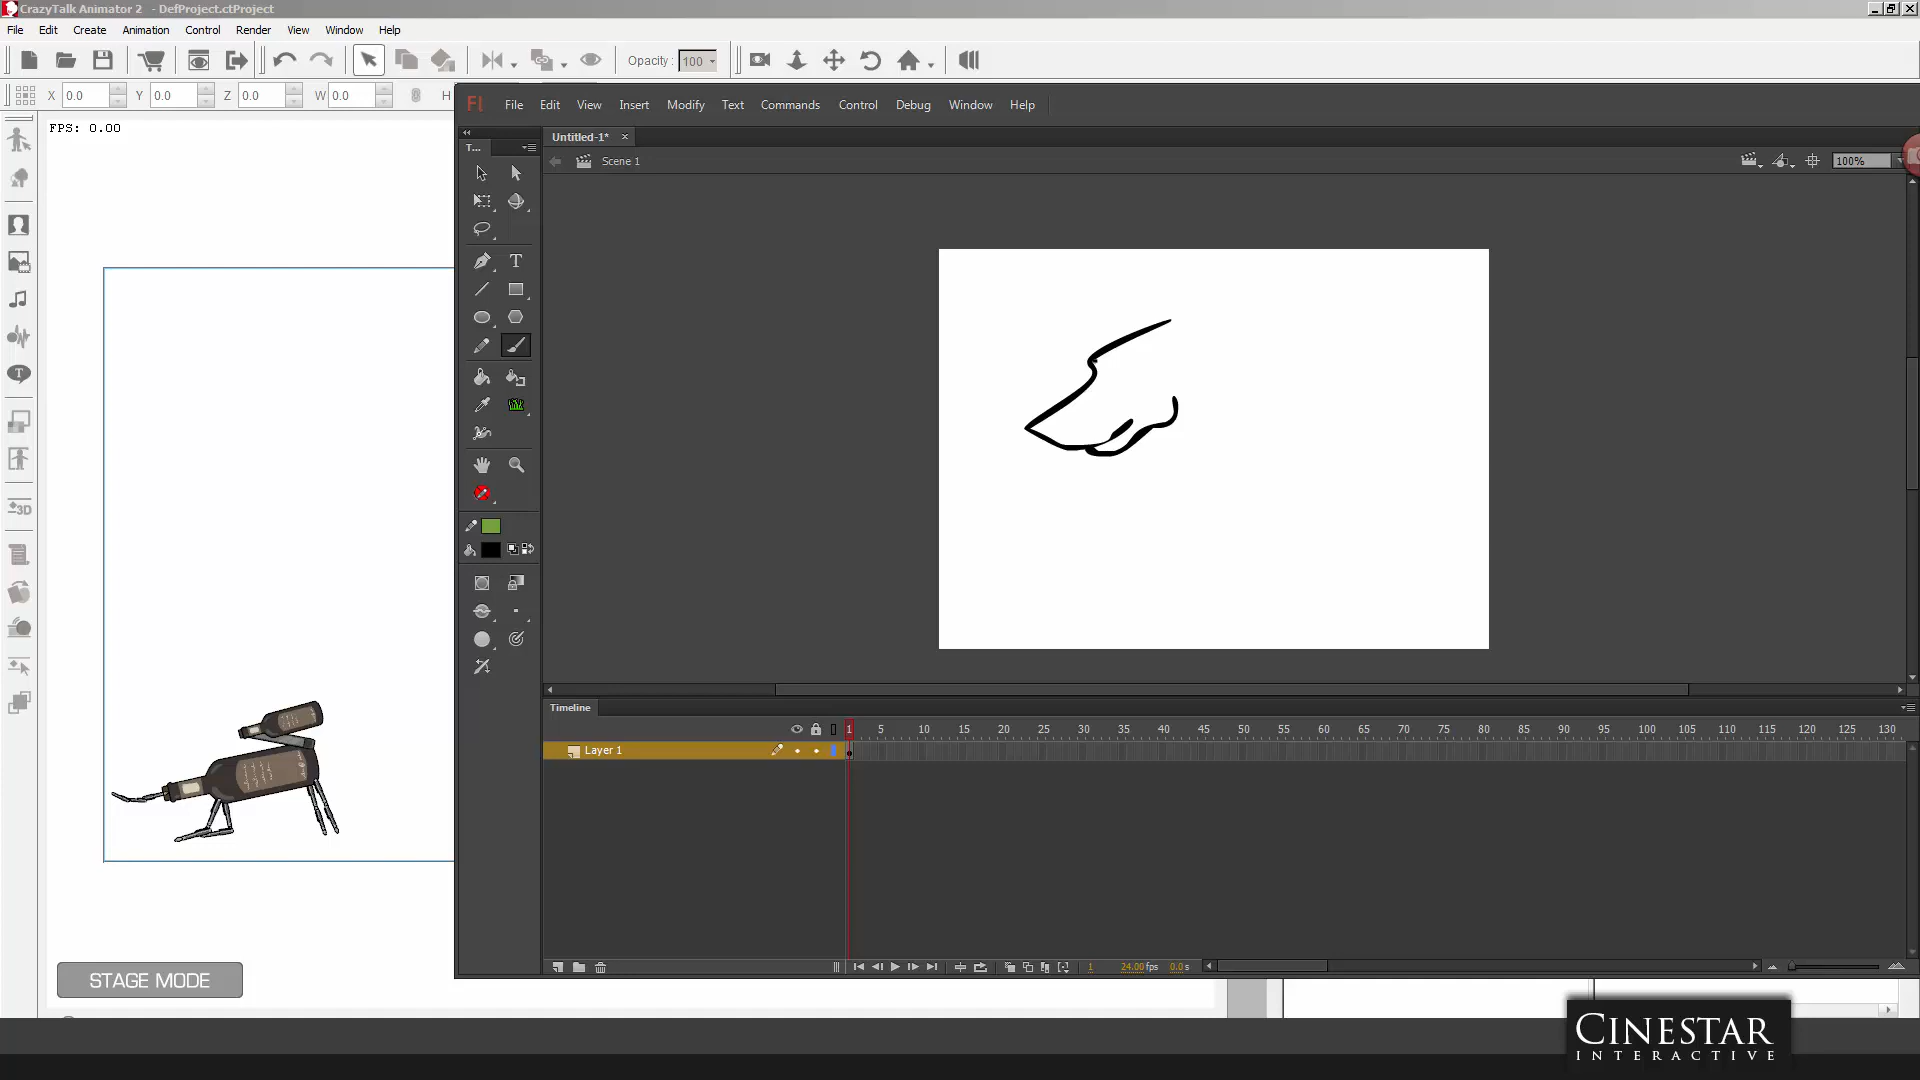 CrazyTalk Animator 2 - DefProject.ctProject
File Edit Create Animation Control Render View Window Help
Opacity : 100
X 0.0 Y 0.0 Z 0.0 W 0.0 H
FPS: 0.00
Fl File Edit View Insert Modify Text Commands Control Debug Window Help
T...
Untitled-1* ×
Scene 1
100%
T
3D
Timeline
1 5 10 15 20 25 30 35 40 45 50 55 60 65 70 75 80 85 90 95 100 105 110 115 120 125 130
Layer 1
1 24.00 fps 0.0 s
STAGE MODE
CINESTAR
INTERACTIVE